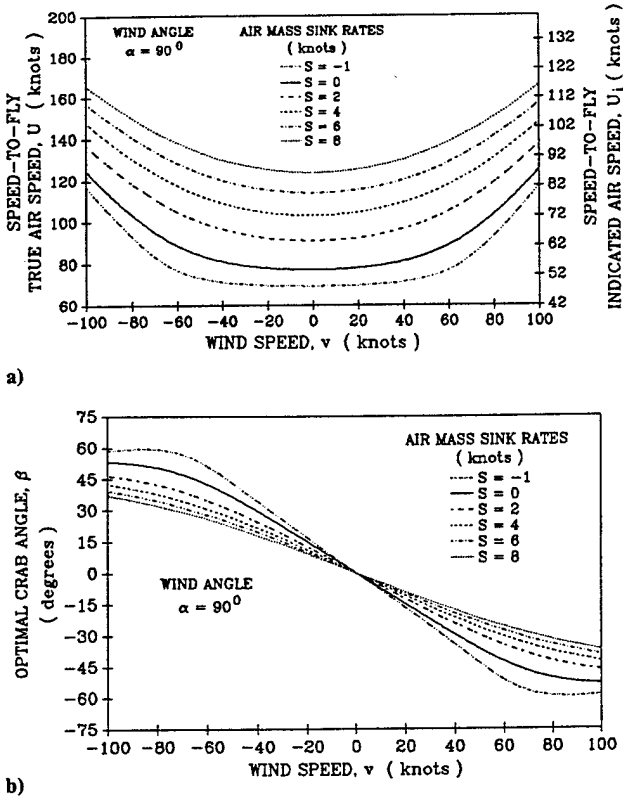 WIND ANGLE
α = 90⁰
AIR MASS SINK RATES
( knots )
S = −1
S = 0
S = 2
S = 4
S = 6
S = 8
SPEED−TO−FLY
TRUE AIR SPEED, U ( knots )
200
180
160
140
120
100
80
60
SPEED−TO−FLY
INDICATED AIR SPEED, Uᵢ ( knots )
132
122
112
102
92
82
72
62
52
42
−100 −80 −60 −40 −20 0 20 40 60 80 100
WIND SPEED, v ( knots )
a)
OPTIMAL CRAB ANGLE, β
( degrees )
75
60
45
30
15
0
−15
−30
−45
−60
−75
AIR MASS SINK RATES
( knots )
S = −1
S = 0
S = 2
S = 4
S = 6
S = 8
WIND ANGLE
α = 90⁰
−100 −80 −60 −40 −20 0 20 40 60 80 100
WIND SPEED, v ( knots )
b)